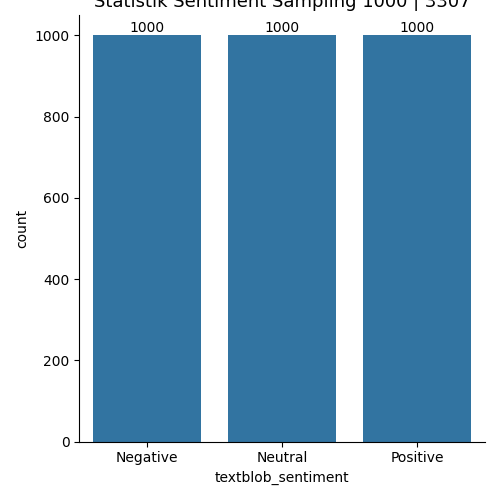 Statistik Sentiment Sampling 1000 | 3307
1000 1000 1000
1000
800
600
400
200
0
count
Negative Neutral Positive
textblob_sentiment